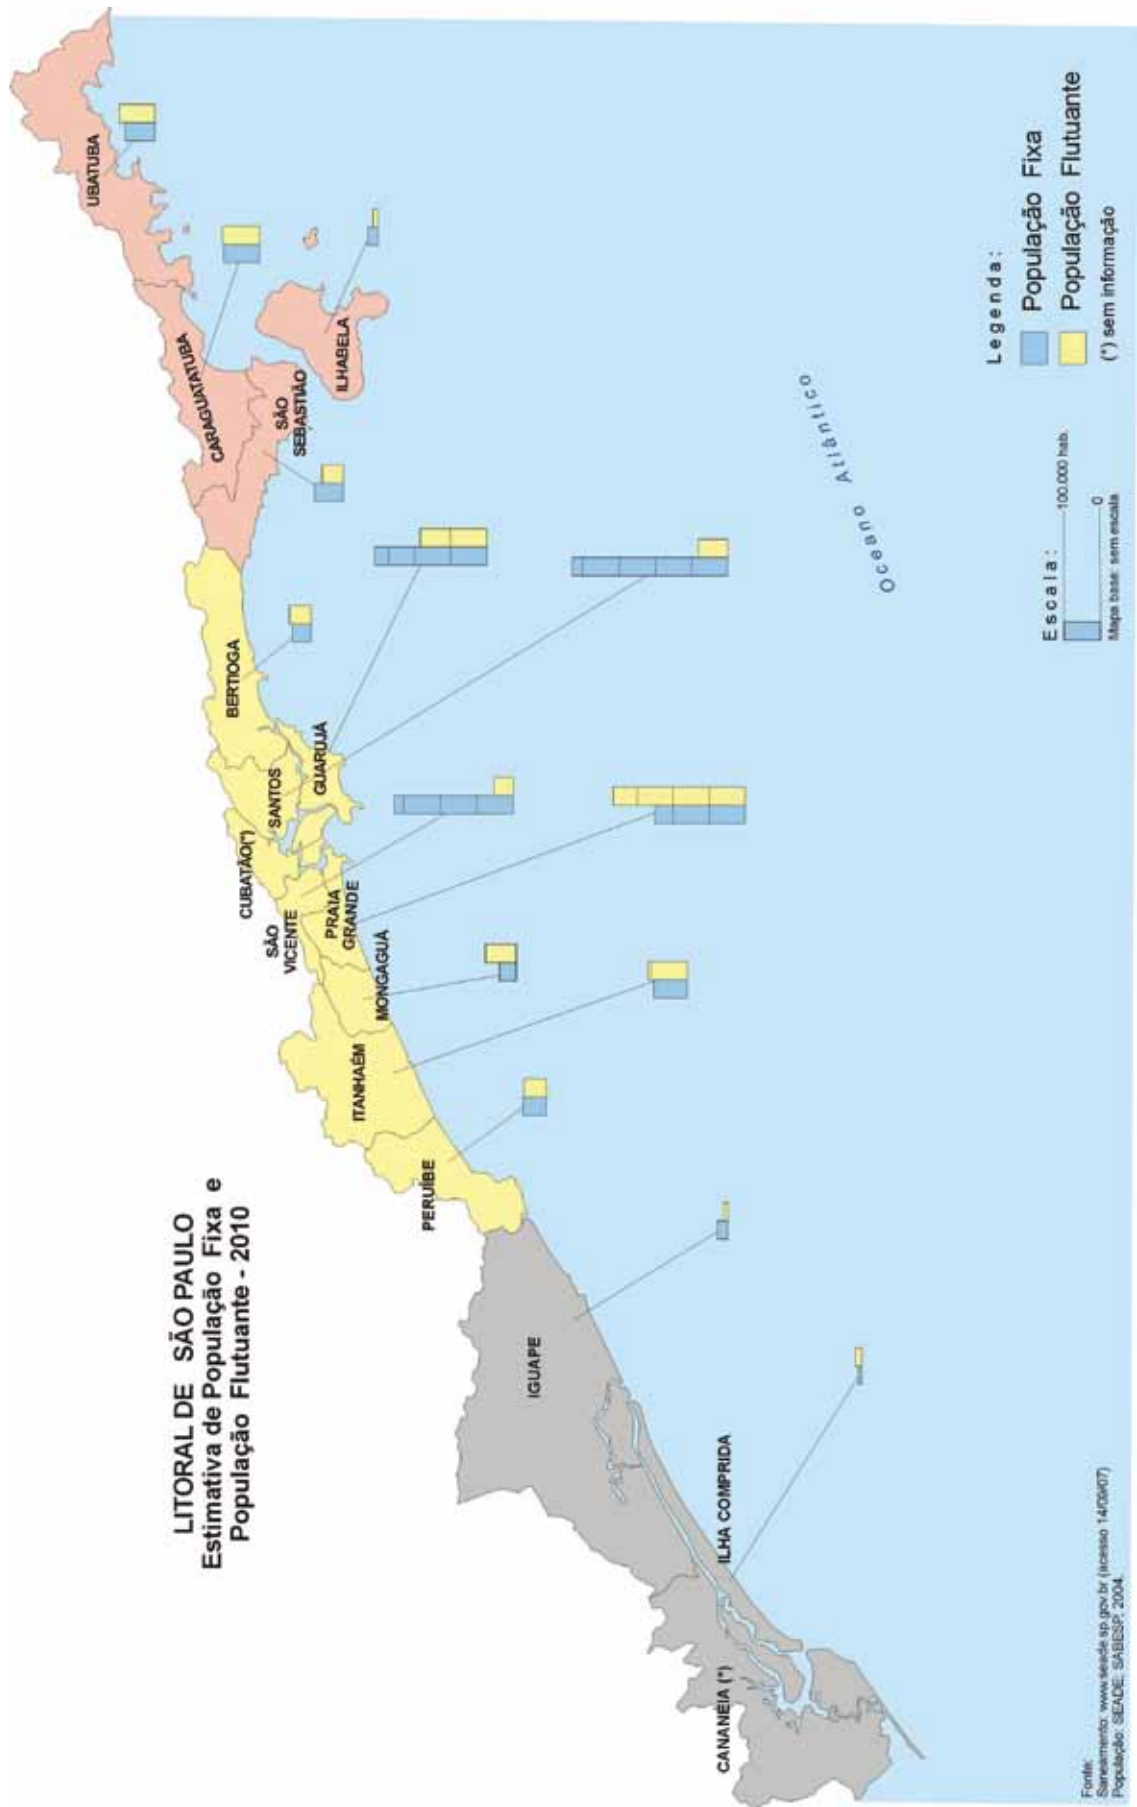 LITORAL DE SÃO PAULO
Estimativa de População Fixa e
População Flutuante - 2010
UBATUBA
CARAGUATATUBA
SÃO
SEBASTIÃO
ILHABELA
BERTIOGA
GUARUJÁ
SANTOS
CUBATÃO(*)
SÃO
VICENTE
PRAIA
GRANDE
MONGAGUÁ
ITANHAÉM
PERUÍBE
IGUAPE
ILHA COMPRIDA
CANANÉIA (*)
Oceano Atlântico
Legenda:
População Fixa
População Flutuante
(*) sem informação
Escala:
100.000 hab.
0
Mapa base: sem escala
Fonte:
Saneamento: www.seade.sp.gov.br (acesso 14/09/07)
População: SEADE; SABESP, 2004.